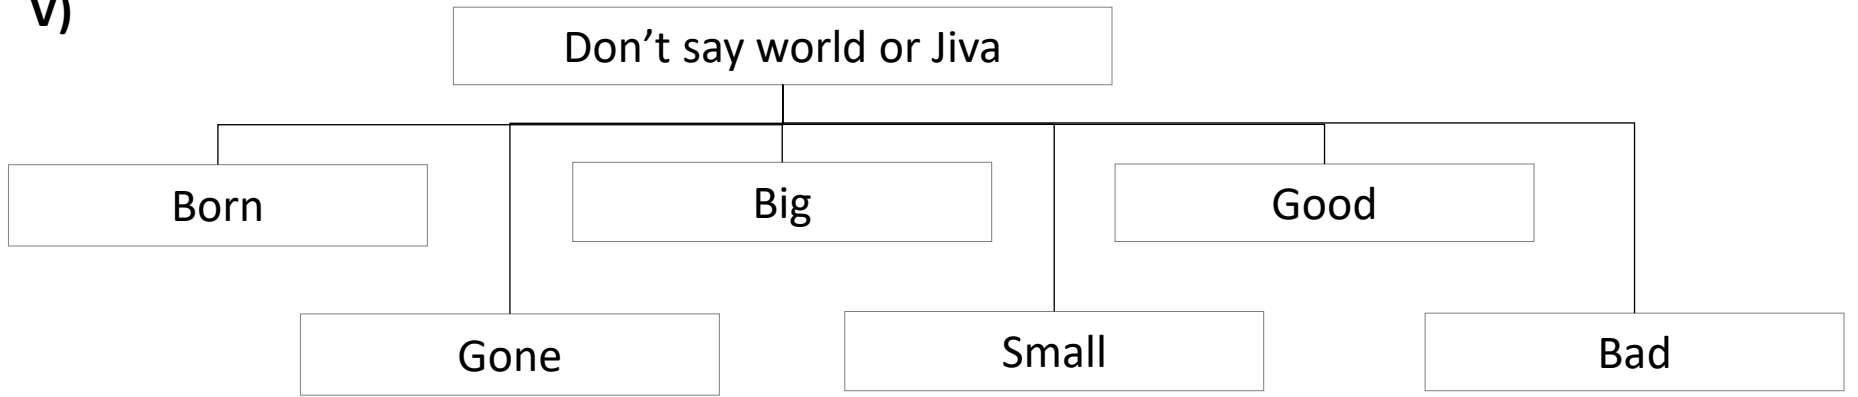 V)
Don’t say world or Jiva
Born
Big
Good
Gone
Small
Bad